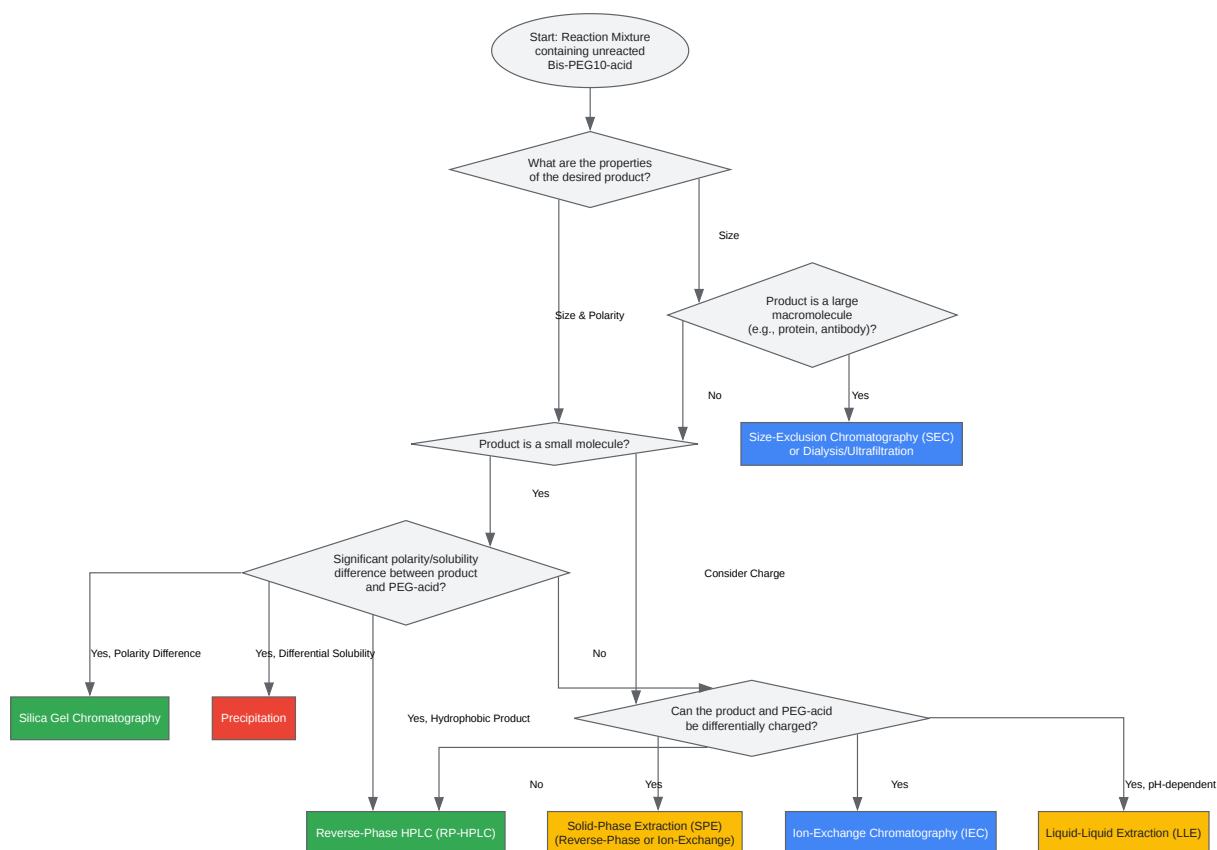 Start: Reaction Mixture
containing unreacted
Bis-PEG10-acid
What are the properties
of the desired product?
Size
Product is a large
macromolecule
(e.g., protein, antibody)?
Size & Polarity
No
Yes
Product is a small molecule?
Size-Exclusion Chromatography (SEC)
or Dialysis/Ultrafiltration
Yes
Significant polarity/solubility
difference between product
and PEG-acid?
Consider Charge
Yes, Polarity Difference
Yes, Differential Solubility
No
Silica Gel Chromatography
Precipitation
Yes, Hydrophobic Product
Can the product and PEG-acid
be differentially charged?
No
Yes
Yes
Yes, pH-dependent
Reverse-Phase HPLC (RP-HPLC)
Solid-Phase Extraction (SPE)
(Reverse-Phase or Ion-Exchange)
Ion-Exchange Chromatography (IEC)
Liquid-Liquid Extraction (LLE)